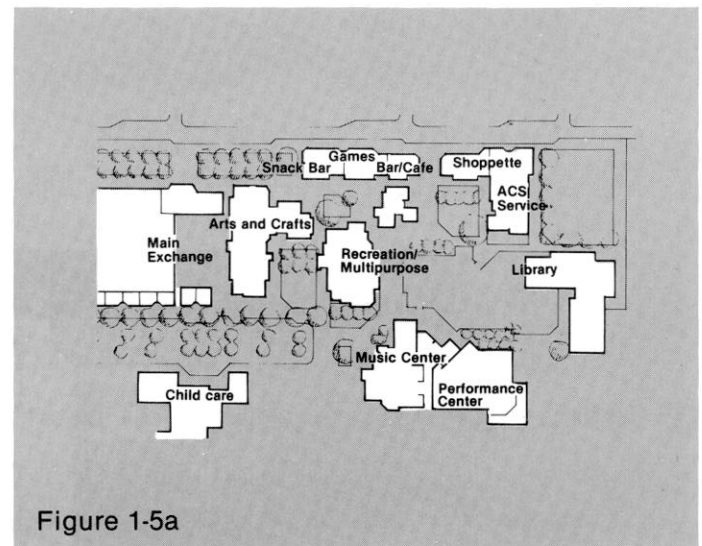 Games
Snack Bar
Bar/Cafe
Shoppette
ACS
Service
Arts and Crafts
Main
Exchange
Recreation/
Multipurpose
Library
Music Center
Performance
Center
Child care
Figure 1-5a